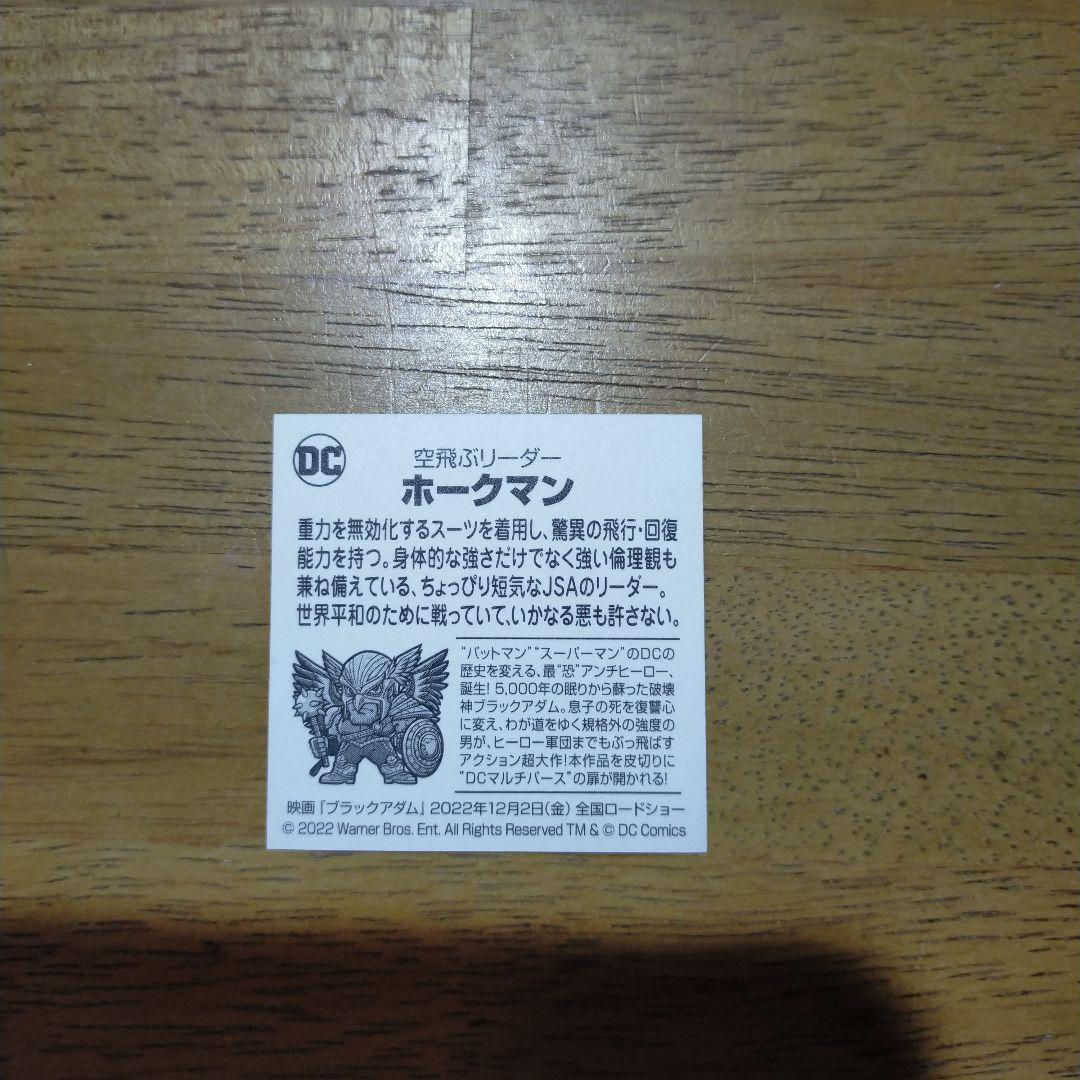 DC
空飛ぶリーダー
ホークマン
重力を無効化するスーツを着用し、驚異の飛行・回復
能力を持つ。身体的な強さだけでなく強い倫理観も
兼ね備えている、ちょっぴり短気なJSAのリーダー。
世界平和のために戦っていて、いかなる悪も許さない。
“バットマン”“スーパーマン”のDCの
歴史を変える、最“恐”アンチヒーロー、
誕生! 5,000年の眠りから蘇った破壊
神ブラックアダム。息子の死を復讐心
に変え、わが道をゆく規格外の強度の
男が、ヒーロー軍団までもぶっ飛ばす
アクション超大作!本作品を皮切りに
“DCマルチバース”の扉が開かれる!
映画『ブラックアダム』 2022年12月2日(金) 全国ロードショー
© 2022 Warner Bros. Ent. All Rights Reserved TM & © DC Comics